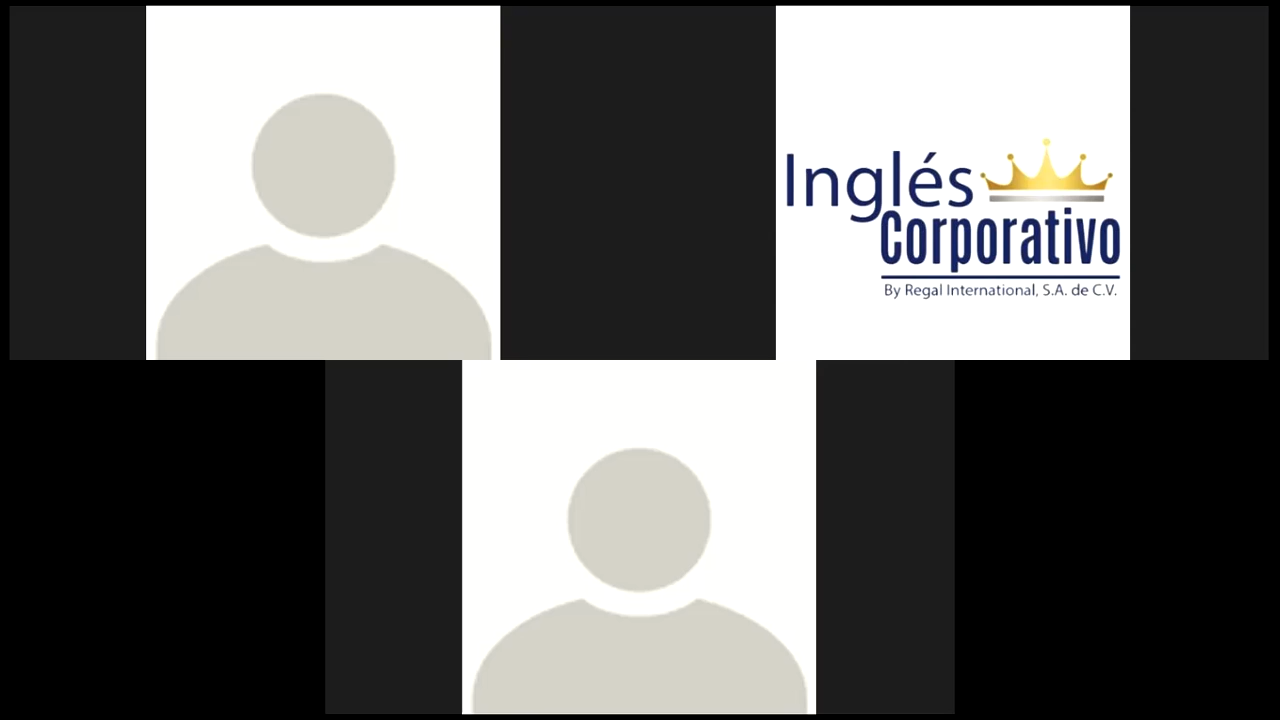 Inglés
Corporativo
By Regal International, S.A. de C.V.